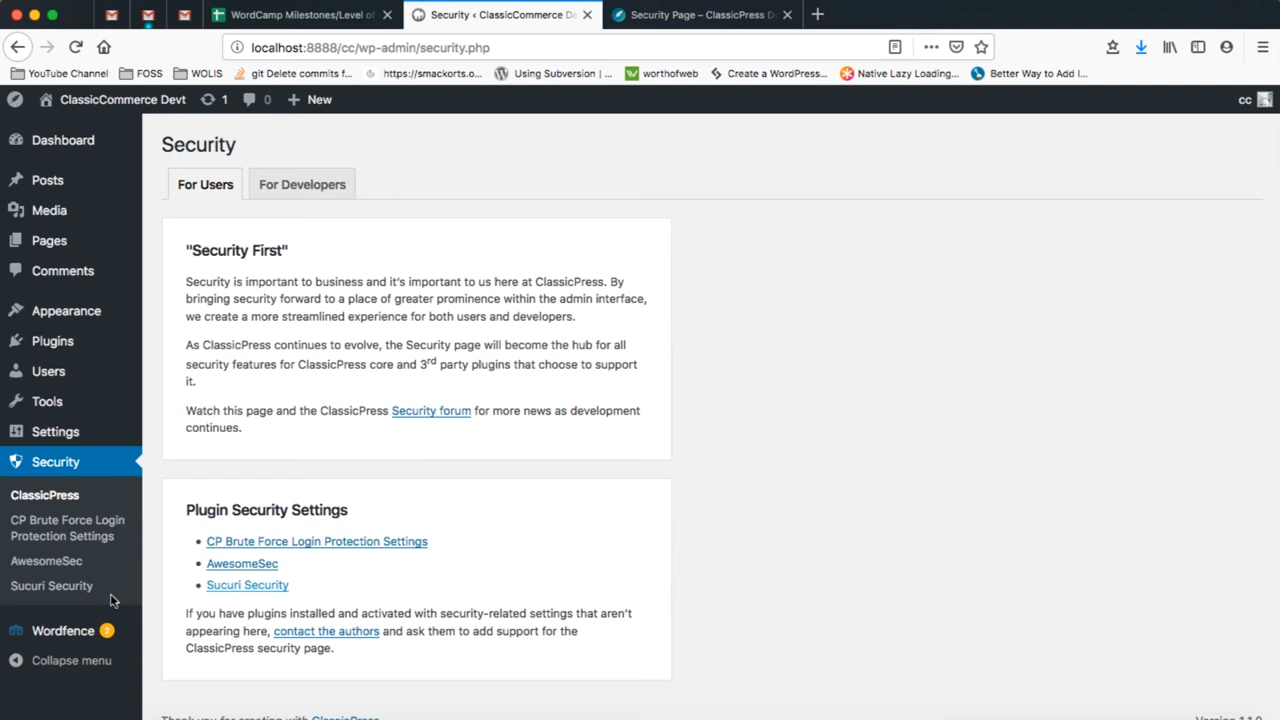 WordCamp Milestones/Level of
Security ‹ ClassicCommerce De
Security Page – ClassicPress D
localhost:8888/cc/wp-admin/security.php
YouTube Channel
FOSS
WOLIS
git Delete commits f...
https://smackorts.o...
Using Subversion | ...
worthofweb
Create a WordPress...
Native Lazy Loading...
Better Way to Add I...
ClassicCommerce Devt
1
0
New
cc
Dashboard
Posts
Media
Pages
Comments
Appearance
Plugins
Users
Tools
Settings
Security
ClassicPress
CP Brute Force Login
Protection Settings
AwesomeSec
Sucuri Security
Wordfence 2
Collapse menu
Security
For Users
For Developers
"Security First"
Security is important to business and it's important to us here at ClassicPress. By
bringing security forward to a place of greater prominence within the admin interface,
we create a more streamlined experience for both users and developers.
As ClassicPress continues to evolve, the Security page will become the hub for all
security features for ClassicPress core and 3rd party plugins that choose to support
it.
Watch this page and the ClassicPress Security forum for more news as development
continues.
Plugin Security Settings
• CP Brute Force Login Protection Settings
• AwesomeSec
• Sucuri Security
If you have plugins installed and activated with security-related settings that aren't
appearing here, contact the authors and ask them to add support for the
ClassicPress security page.
Thank you for creating with ClassicPress
Version 1.1.0